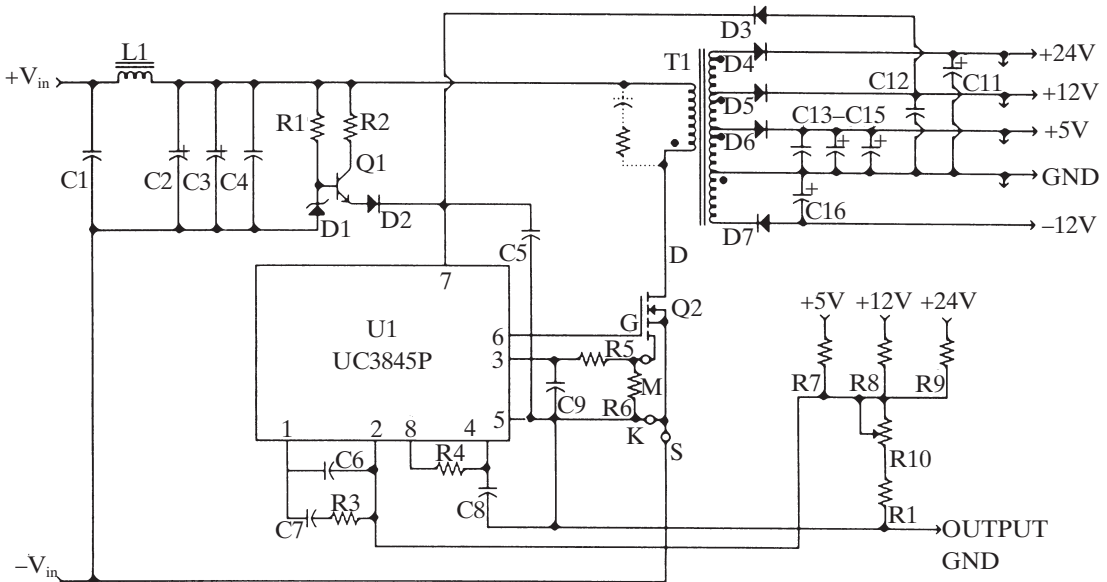 D3
L1
T1
D4
+24V
+V_in
C12
C11
D5
+12V
R1
R2
C13–C15
D6
+5V
Q1
C1
C2
C3
C4
GND
C16
D1
D2
D7
–12V
C5
7
D
+5V
+12V
+24V
U1
UC3845P
6
G
Q2
3
R5
R7
R8
R9
M
C9
R6
5
K
1
2
8
4
S
R4
C6
R10
C8
R3
C7
R1
OUTPUT
GND
–V_in